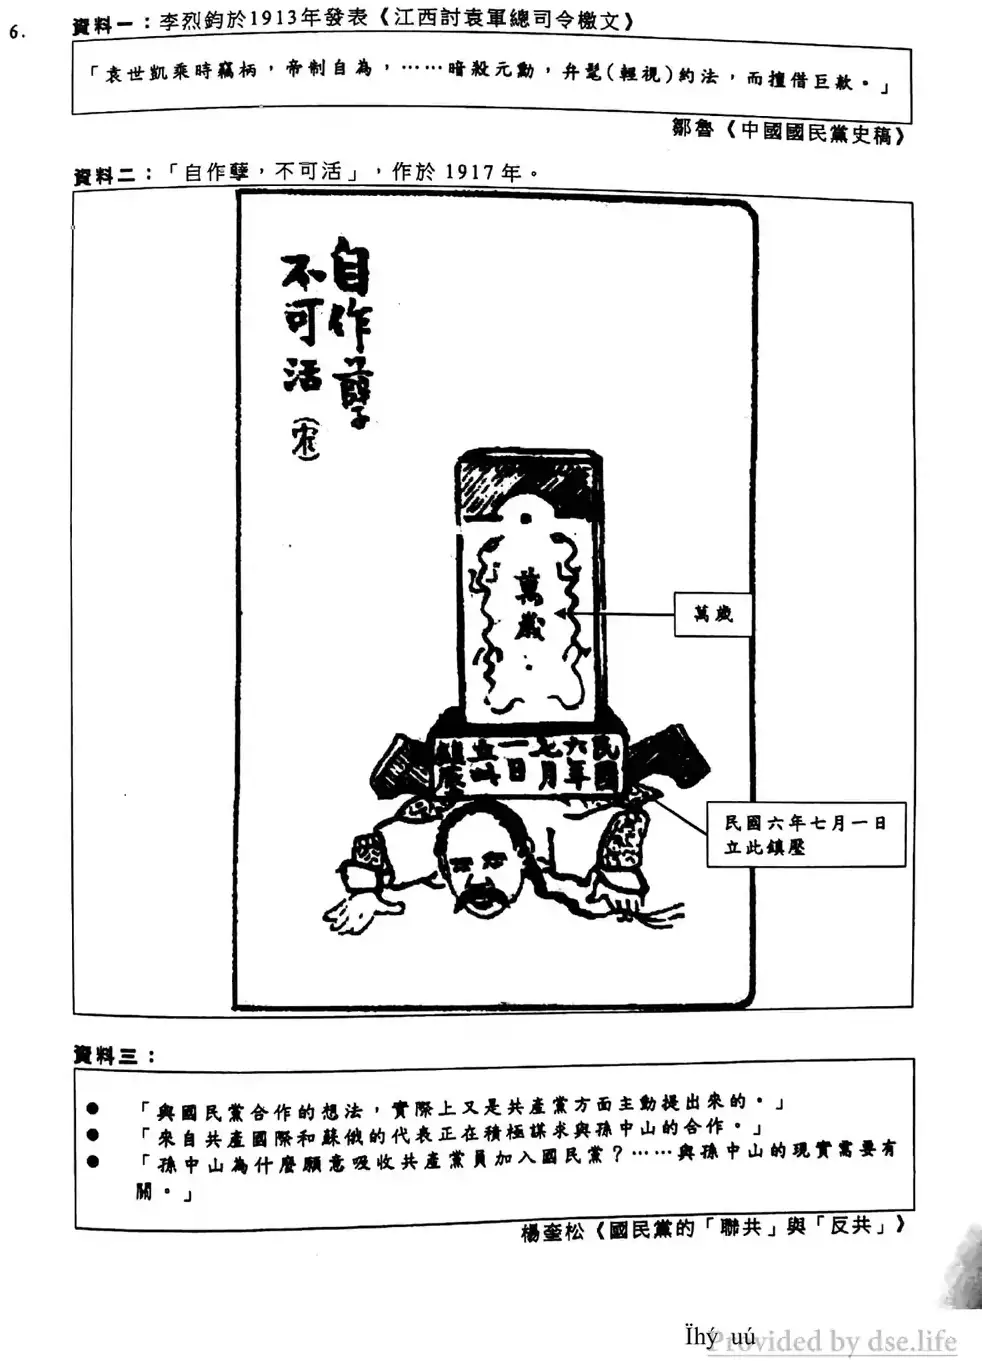 6.
資料一：李烈鈞於1913年發表《江西討袁軍總司令檄文》
「袁世凱乘時竊柄，帝制自為，……暗殺元勳，弁髦(輕視)約法，而擅借巨款。」
鄒魯《中國國民黨史稿》
資料二：「自作孽，不可活」，作於 1917 年。
自作孽
不可活
萬歲
萬歲
民國
六年
七月
一日
立此
鎮壓
民國六年七月一日
立此鎮壓
資料三：
● 「與國民黨合作的想法，實際上又是共產黨方面主動提出來的。」
● 「來自共產國際和蘇俄的代表正在積極謀求與孫中山的合作。」
● 「孫中山為什麼願意吸收共產黨員加入國民黨？……與孫中山的現實需要有
關。」
楊奎松《國民黨的「聯共」與「反共」》
Ïhý uú
Provided by dse.life